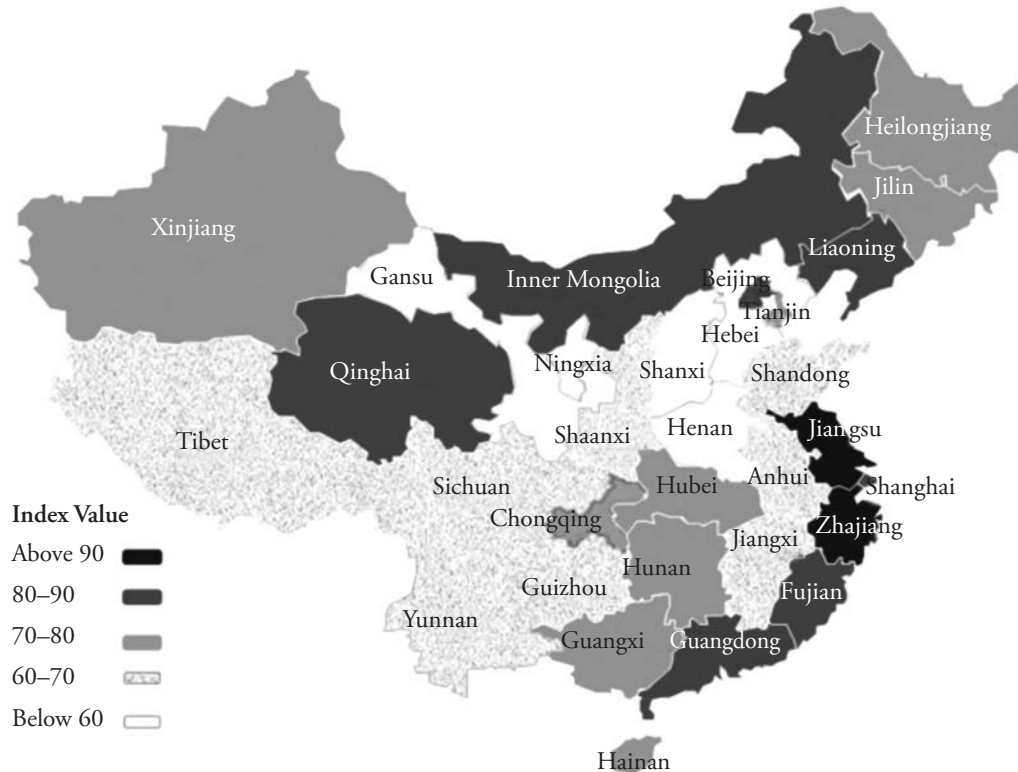 Heilongjiang
Jilin
Xinjiang
Liaoning
Gansu
Inner Mongolia
Beijing
Tianjin
Hebei
Ningxia
Qinghai
Shanxi
Shandong
Jiangsu
Henan
Shaanxi
Tibet
Anhui
Sichuan
Hubei
Shanghai
Chongqing
Zhajiang
Jiangxi
Hunan
Guizhou
Fujian
Yunnan
Guangxi
Guangdong
Hainan
Index Value
Above 90
80–90
70–80
60–70
Below 60